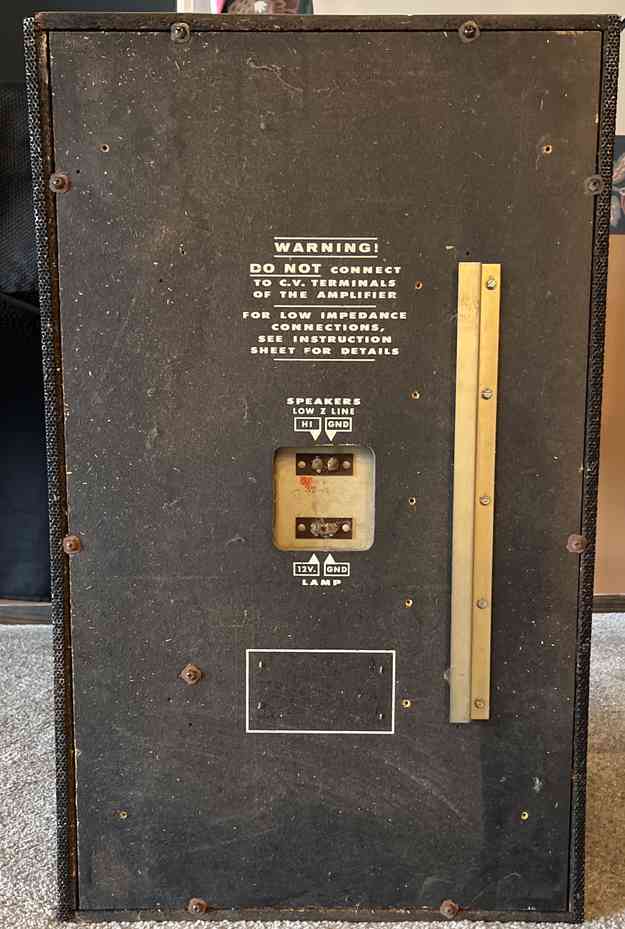 WARNING!
DO NOT CONNECT
TO C.V. TERMINALS
OF THE AMPLIFIER
FOR LOW IMPEDANCE
CONNECTIONS,
SEE INSTRUCTION
SHEET FOR DETAILS
SPEAKERS
LOW Z LINE
HI GND
12V. GND
LAMP